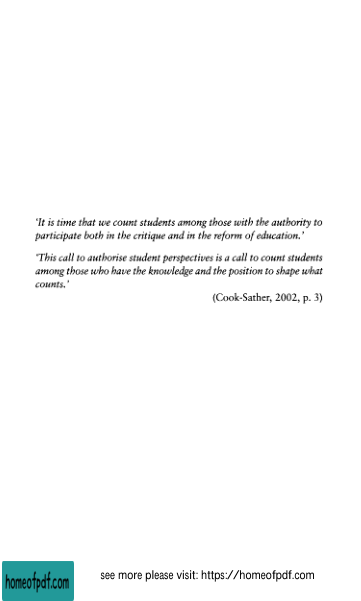 ‘It is time that we count students among those with the authority to
participate both in the critique and in the reform of education.’
‘This call to authorise student perspectives is a call to count students
among those who have the knowledge and the position to shape what
counts.’
(Cook-Sather, 2002, p. 3)
homeofpdf.com
see more please visit: https://homeofpdf.com